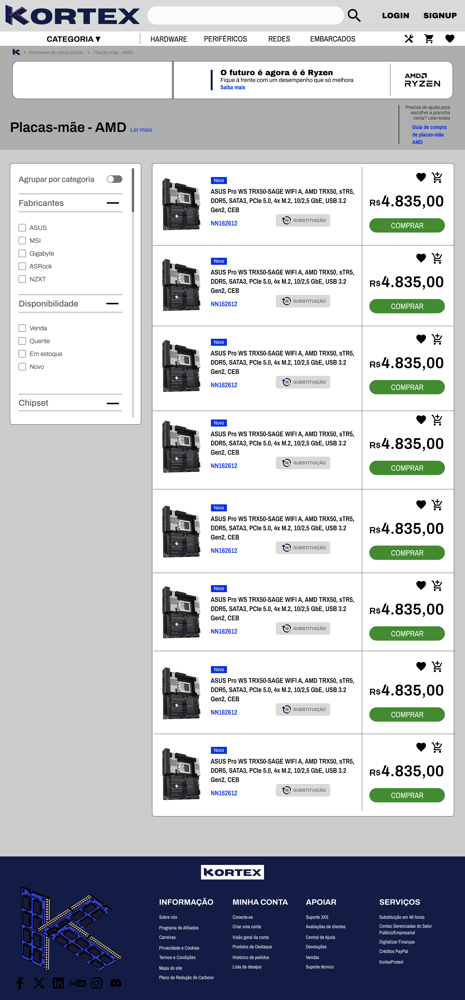 KORTEX
LOGIN SIGNUP
CATEGORIA ▼ HARDWARE PERIFÉRICOS REDES EMBARCADOS
Hardware de computados > Placas-mãe - AMD
O futuro é agora é é Ryzen
Fique á frente com um desempenho que só melhora
Saiba mais
AMD
RYZEN
Precisa de ajuda para
escolher a prancha
certa? Leia nossa
Guia de compra
de placas-mãe
AMD
Placas-mãe - AMD Ler mais
Agrupar por categoria
Fabricantes
ASUS
MSI
Gigabyte
ASRock
NZXT
Disponibilidade
Venda
Quente
Em estoque
Novo
Chipset
Novo
ASUS Pro WS TRX50-SAGE WIFI A, AMD TRX50, sTR5,
DDR5, SATA3, PCIe 5.0, 4x M.2, 10/2,5 GbE, USB 3.2
Gen2, CEB
NN162612
48 hr SUBSTITUIÇÃO
R$4.835,00
COMPRAR
Novo
ASUS Pro WS TRX50-SAGE WIFI A, AMD TRX50, sTR5,
DDR5, SATA3, PCIe 5.0, 4x M.2, 10/2,5 GbE, USB 3.2
Gen2, CEB
NN162612
48 hr SUBSTITUIÇÃO
R$4.835,00
COMPRAR
Novo
ASUS Pro WS TRX50-SAGE WIFI A, AMD TRX50, sTR5,
DDR5, SATA3, PCIe 5.0, 4x M.2, 10/2,5 GbE, USB 3.2
Gen2, CEB
NN162612
48 hr SUBSTITUIÇÃO
R$4.835,00
COMPRAR
Novo
ASUS Pro WS TRX50-SAGE WIFI A, AMD TRX50, sTR5,
DDR5, SATA3, PCIe 5.0, 4x M.2, 10/2,5 GbE, USB 3.2
Gen2, CEB
NN162612
48 hr SUBSTITUIÇÃO
R$4.835,00
COMPRAR
Novo
ASUS Pro WS TRX50-SAGE WIFI A, AMD TRX50, sTR5,
DDR5, SATA3, PCIe 5.0, 4x M.2, 10/2,5 GbE, USB 3.2
Gen2, CEB
NN162612
48 hr SUBSTITUIÇÃO
R$4.835,00
COMPRAR
Novo
ASUS Pro WS TRX50-SAGE WIFI A, AMD TRX50, sTR5,
DDR5, SATA3, PCIe 5.0, 4x M.2, 10/2,5 GbE, USB 3.2
Gen2, CEB
NN162612
48 hr SUBSTITUIÇÃO
R$4.835,00
COMPRAR
Novo
ASUS Pro WS TRX50-SAGE WIFI A, AMD TRX50, sTR5,
DDR5, SATA3, PCIe 5.0, 4x M.2, 10/2,5 GbE, USB 3.2
Gen2, CEB
NN162612
48 hr SUBSTITUIÇÃO
R$4.835,00
COMPRAR
Novo
ASUS Pro WS TRX50-SAGE WIFI A, AMD TRX50, sTR5,
DDR5, SATA3, PCIe 5.0, 4x M.2, 10/2,5 GbE, USB 3.2
Gen2, CEB
NN162612
48 hr SUBSTITUIÇÃO
R$4.835,00
COMPRAR
KORTEX
INFORMAÇÃO
Sobre nós
Programa de Afiliados
Carreiras
Privacidade e Cookies
Termos e Condições
Mapa do site
Plano de Redução de Carbono
MINHA CONTA
Conecte-se
Criar uma conta
Visão geral da conta
Produtos de Destaque
Histórico de pedidos
Lista de desejos
APOIAR
Suporte 3XS
Avaliações de clientes
Central de Ajuda
Devoluções
Vendas
Suporte técnico
SERVIÇOS
Substituição em 48 horas
Contas Gerenciadas do Setor
Público/Empresarial
Digitalizar Finanças
Créditos PayPal
KortexProtect
YouTube